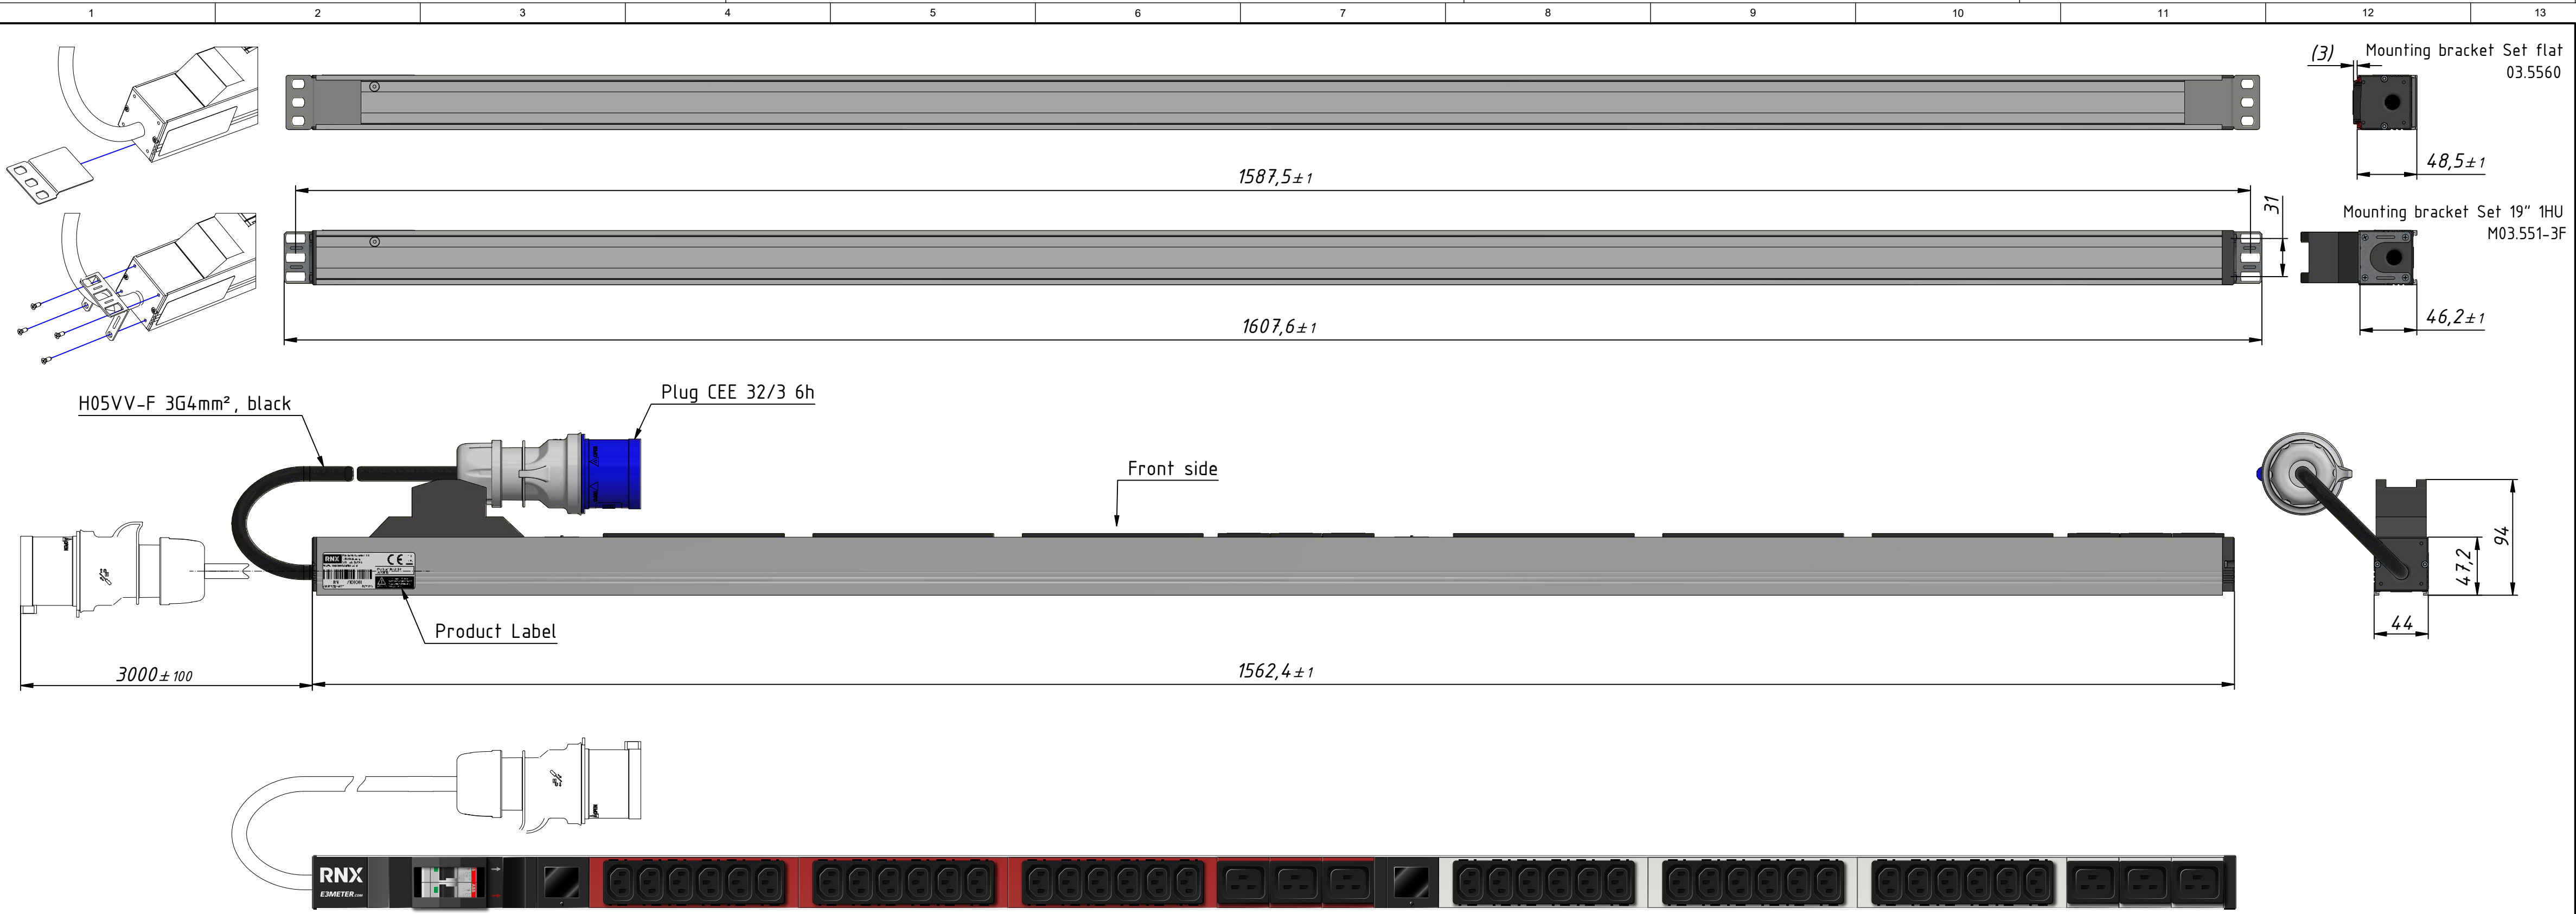 1 2 3 4 5 6 7 8 9 10 11 12 13
(3)
Mounting bracket Set flat
03.5560
48,5±1
1587,5±1
31
Mounting bracket Set 19" 1HU
M03.551-3F
46,2±1
1607,6±1
H05VV-F 3G4mm², black
Plug CEE 32/3 6h
Front side
RNX
CE
Product Label
3000±100
1562,4±1
94
47,2
44
RNX
E3METER.COM